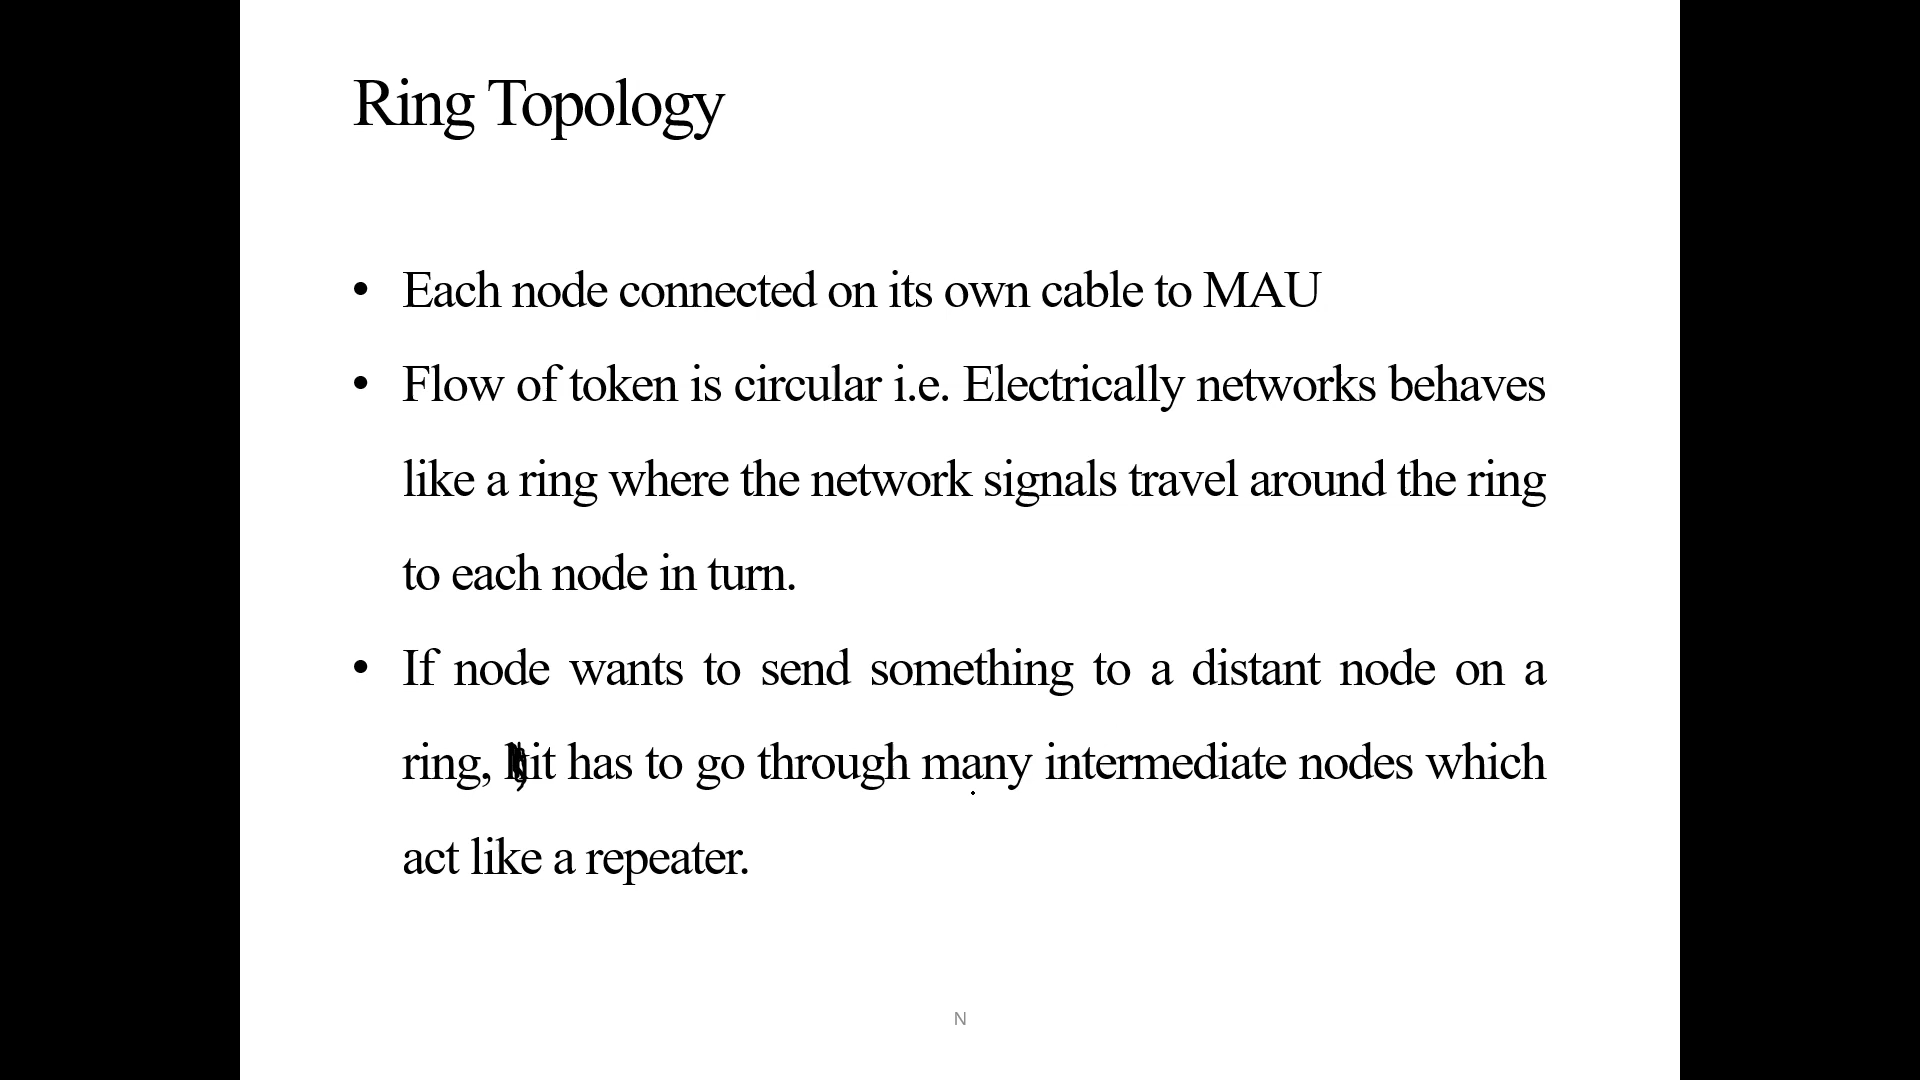 Ring Topology
• Each node connected on its own cable to MAU
• Flow of token is circular i.e. Electrically networks behaves
like a ring where the network signals travel around the ring
to each node in turn.
• If node wants to send something to a distant node on a
ring, it has to go through many intermediate nodes which
act like a repeater.
N